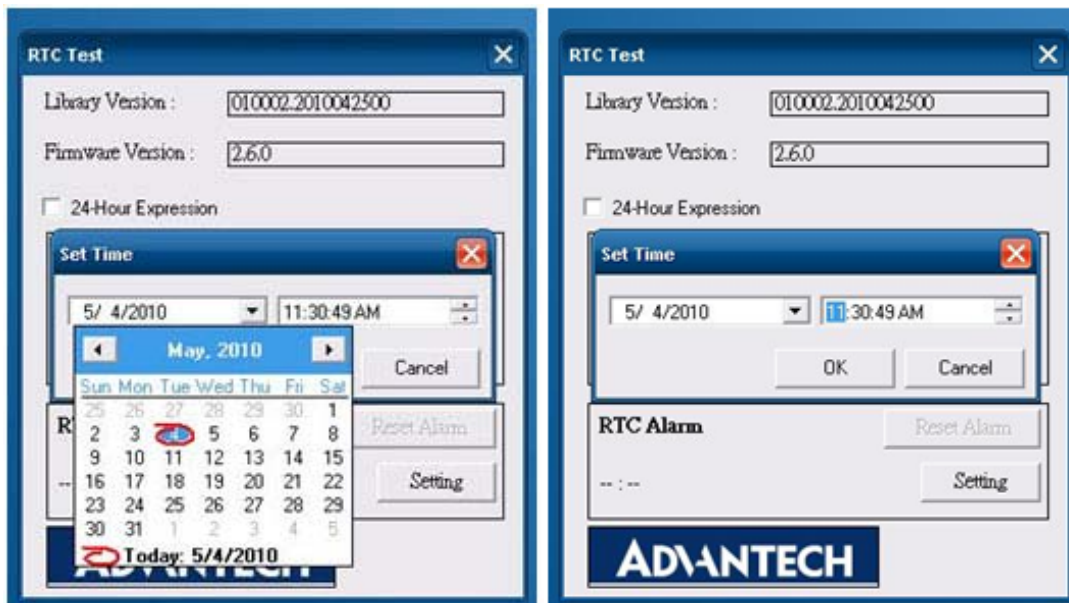 RTC Test
Library Version : 010002.2010042500
Firmware Version : 2.6.0
24-Hour Expression
Set Time
5/ 4/2010 11:30:49 AM
May, 2010
Cancel
Sun Mon Tue Wed Thu Fri Sat
25 26 27 28 29 30 1
2 3 4 5 6 7 8
9 10 11 12 13 14 15
16 17 18 19 20 21 22
23 24 25 26 27 28 29
30 31 1 2 3 4 5
Today: 5/4/2010
Reset Alarm
-- Setting
RTC Test
Library Version : 010002.2010042500
Firmware Version : 2.6.0
24-Hour Expression
Set Time
5/ 4/2010 11:30:49 AM
OK Cancel
RTC Alarm Reset Alarm
-- : -- Setting
ADVANTECH